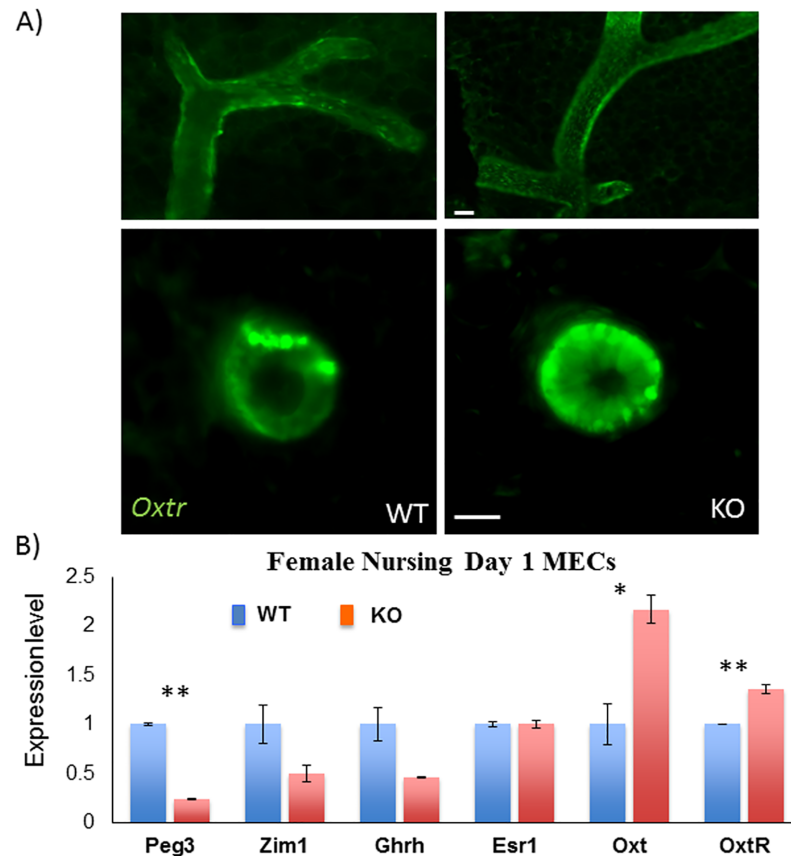 A)
Oxtr
WT
KO
B)
Female Nursing Day 1 MECs
2.5
2
1.5
1
0.5
0
Expression level
WT
KO
**
*
**
Peg3
Zim1
Ghrh
Esr1
Oxt
OxtR